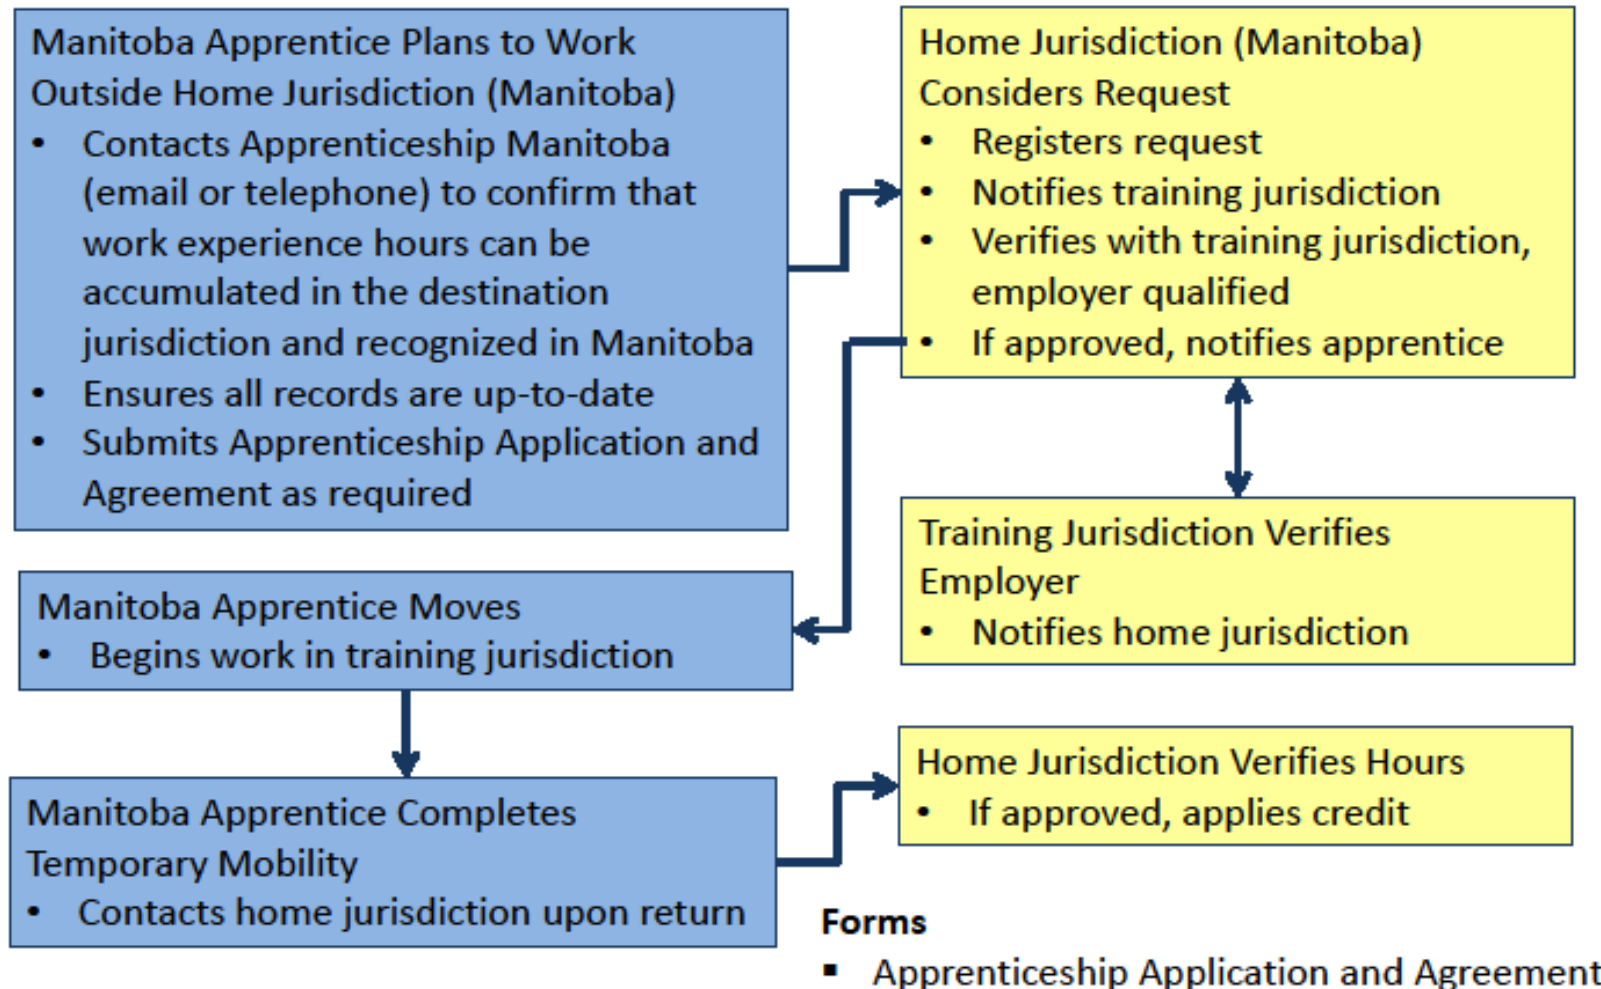 Manitoba Apprentice Plans to Work
Outside Home Jurisdiction (Manitoba)
• Contacts Apprenticeship Manitoba
(email or telephone) to confirm that
work experience hours can be
accumulated in the destination
jurisdiction and recognized in Manitoba
• Ensures all records are up-to-date
• Submits Apprenticeship Application and
Agreement as required
Home Jurisdiction (Manitoba)
Considers Request
• Registers request
• Notifies training jurisdiction
• Verifies with training jurisdiction,
employer qualified
• If approved, notifies apprentice
Training Jurisdiction Verifies
Employer
• Notifies home jurisdiction
Manitoba Apprentice Moves
• Begins work in training jurisdiction
Manitoba Apprentice Completes
Temporary Mobility
• Contacts home jurisdiction upon return
Home Jurisdiction Verifies Hours
• If approved, applies credit
Forms
▪ Apprenticeship Application and Agreement